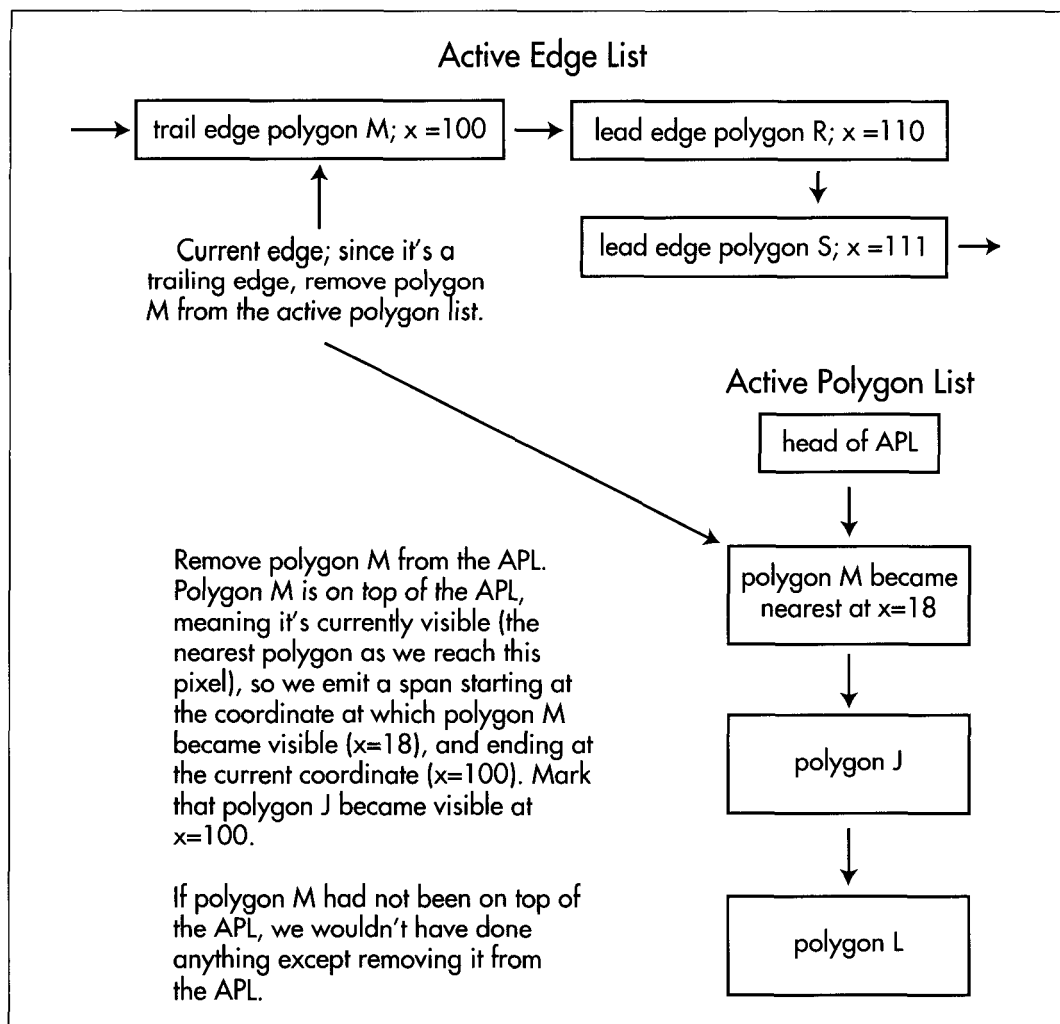 Active Edge List
trail edge polygon M; x =100
lead edge polygon R; x =110
lead edge polygon S; x =111
Current edge; since it's a
trailing edge, remove polygon
M from the active polygon list.
Active Polygon List
head of APL
polygon M became
nearest at x=18
polygon J
polygon L
Remove polygon M from the APL.
Polygon M is on top of the APL,
meaning it's currently visible (the
nearest polygon as we reach this
pixel), so we emit a span starting at
the coordinate at which polygon M
became visible (x=18), and ending at
the current coordinate (x=100). Mark
that polygon J became visible at
x=100.
If polygon M had not been on top of
the APL, we wouldn't have done
anything except removing it from
the APL.